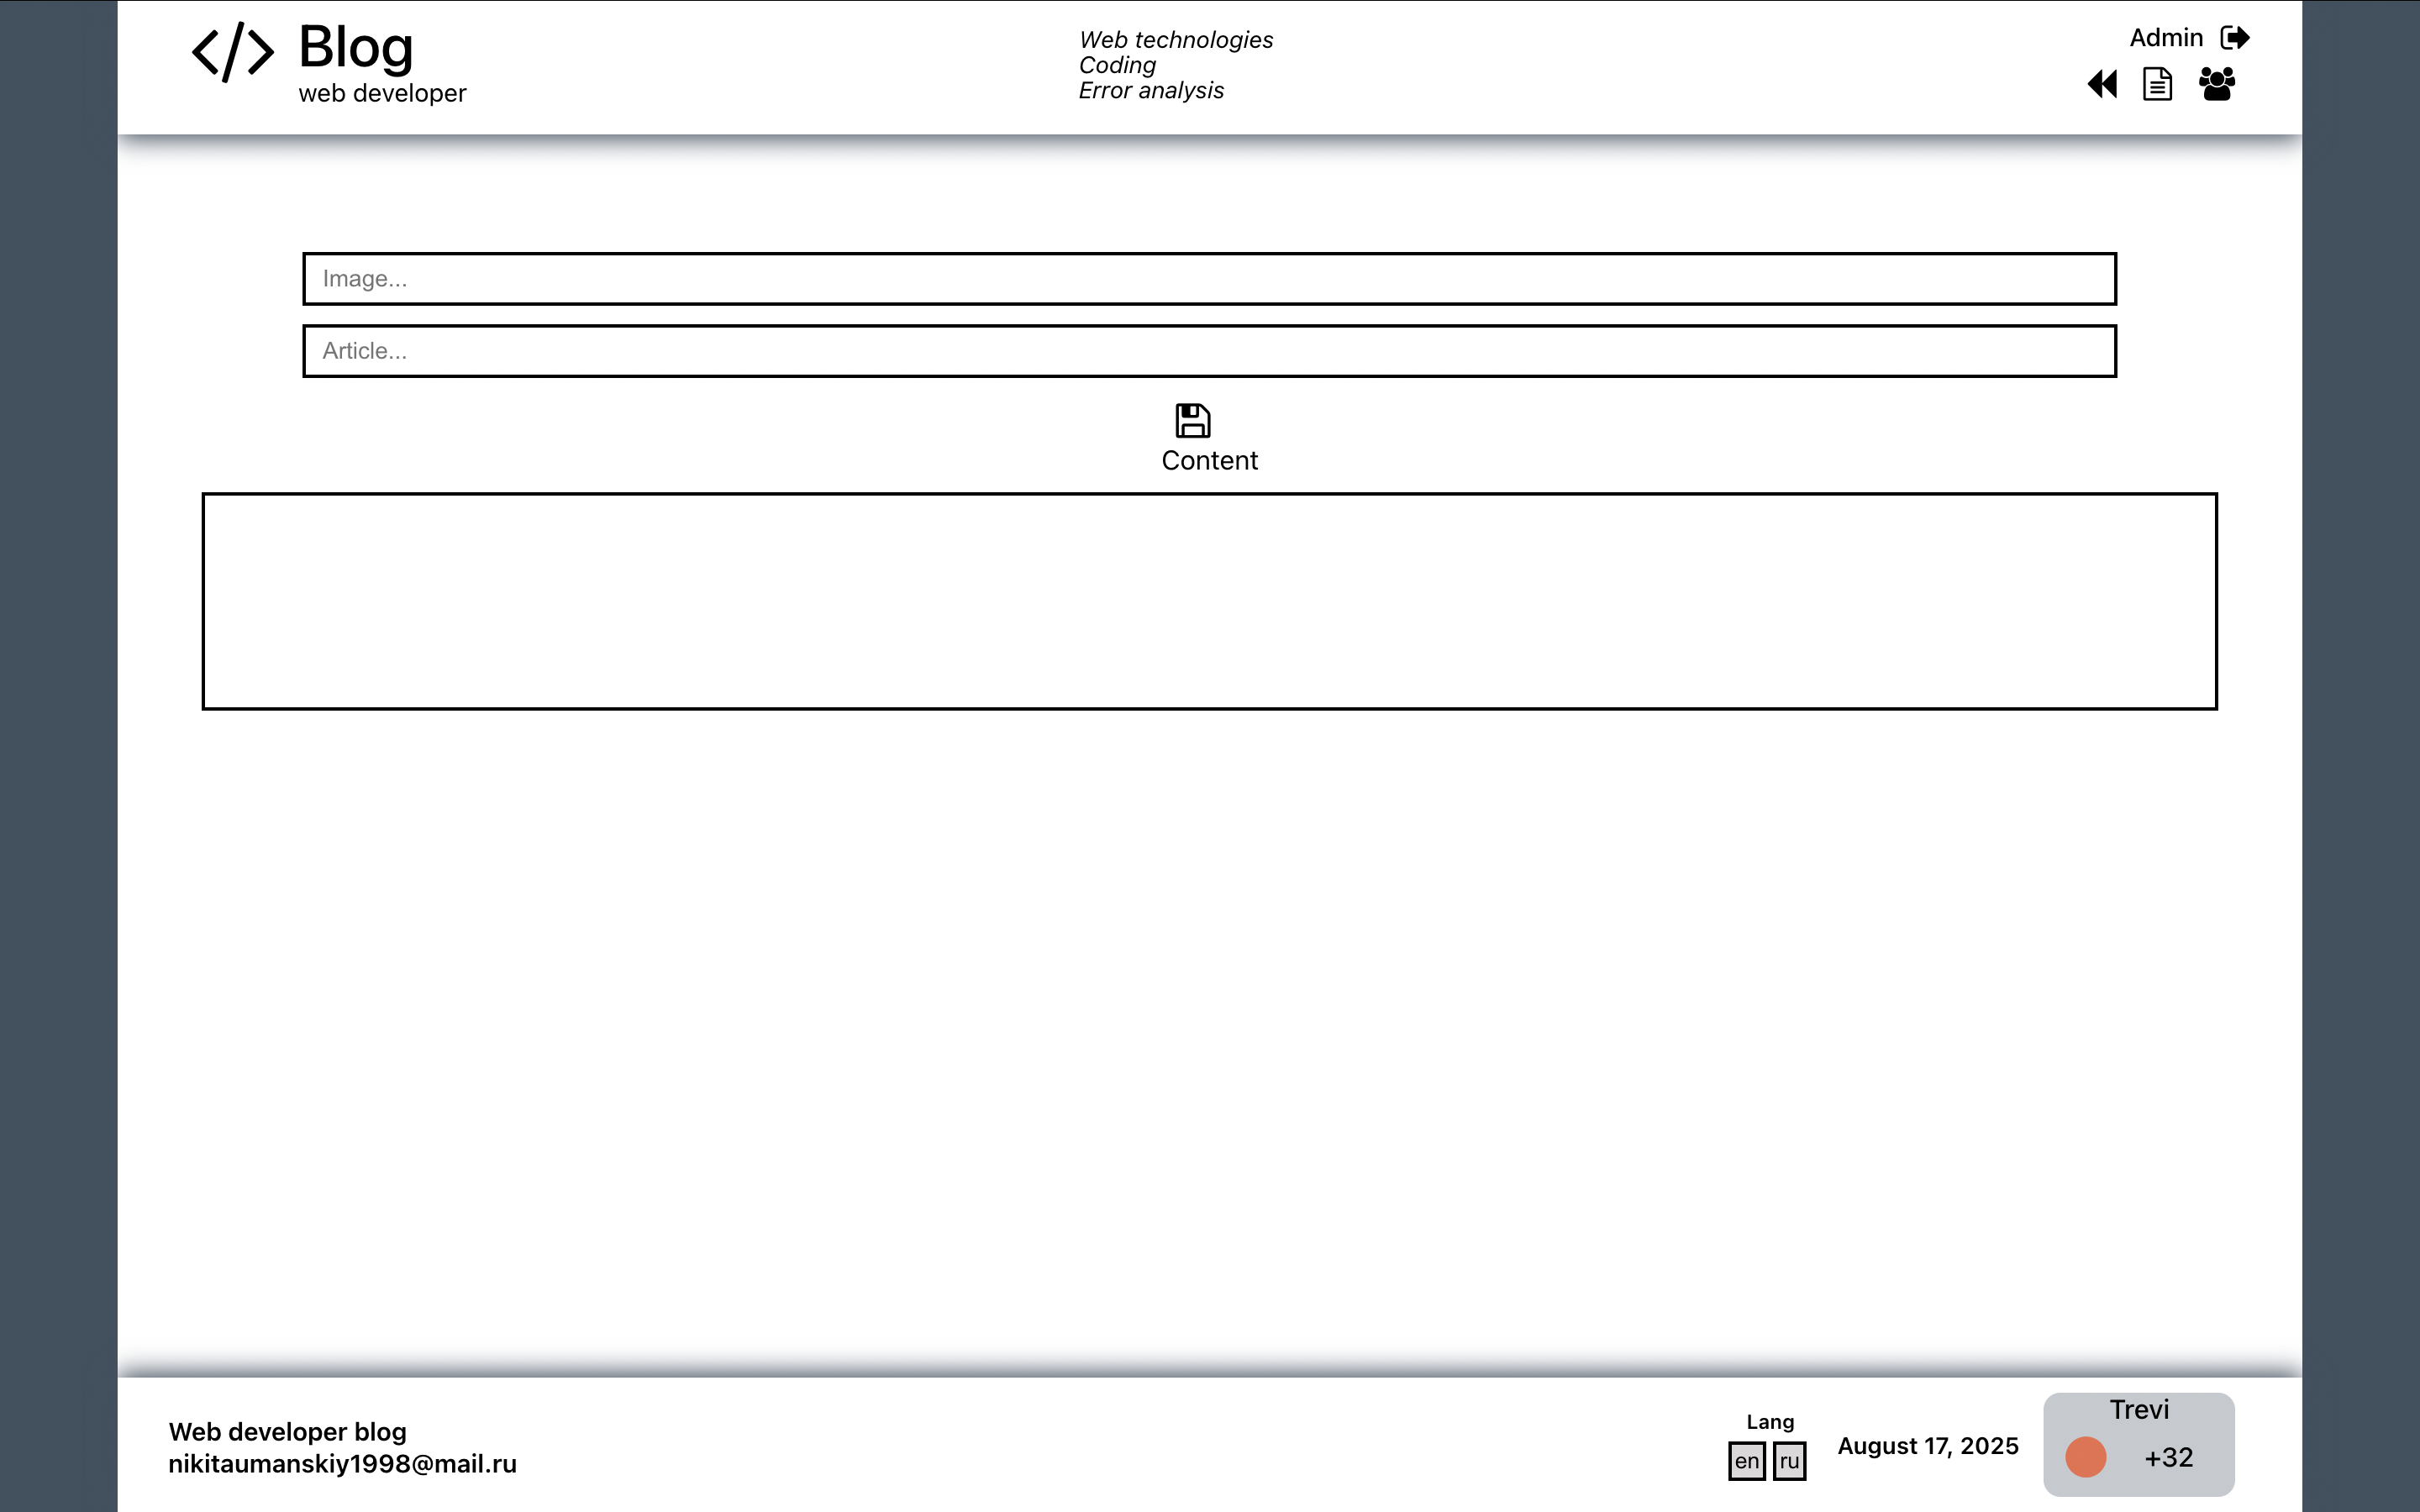 Blog
web developer
Web technologies
Coding
Error analysis
Admin
Image...
Article...
Content
Web developer blog
nikitaumanskiy1998@mail.ru
Lang
en ru
August 17, 2025
Trevi
+32